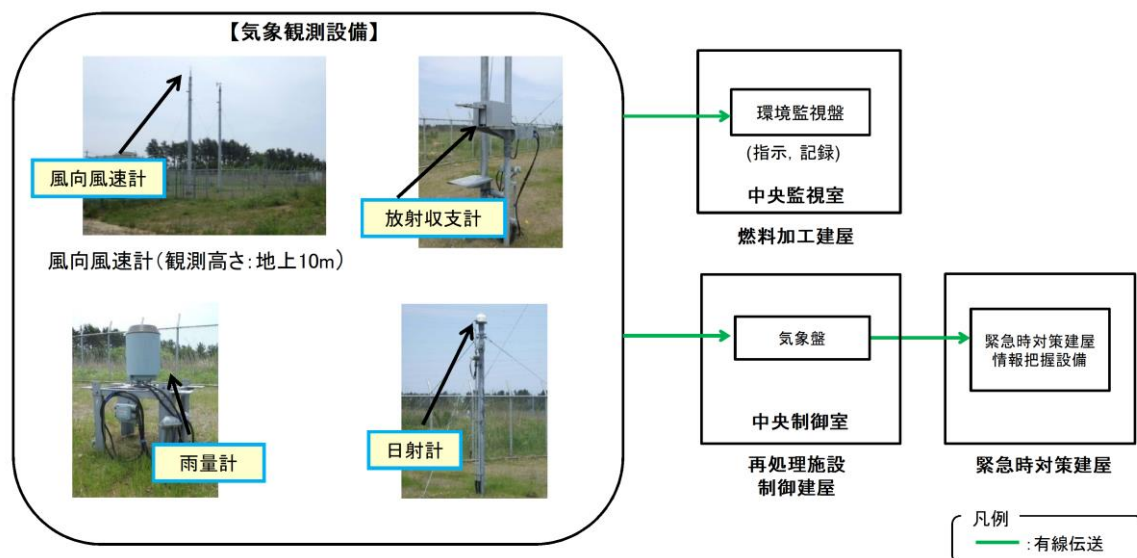 【気象観測設備】
風向風速計
放射収支計
風向風速計(観測高さ:地上10m)
雨量計
日射計
環境監視盤
(指示, 記録)
中央監視室
燃料加工建屋
気象盤
中央制御室
再処理施設
制御建屋
緊急時対策建屋
情報把握設備
緊急時対策建屋
凡例
:有線伝送